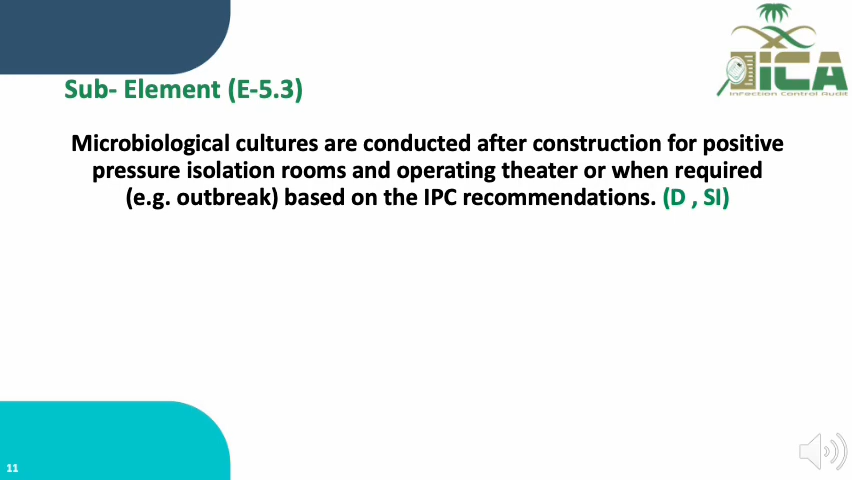 iCA
Infection Control Audit
Sub- Element (E-5.3)
Microbiological cultures are conducted after construction for positive
pressure isolation rooms and operating theater or when required
(e.g. outbreak) based on the IPC recommendations. (D , SI)
11